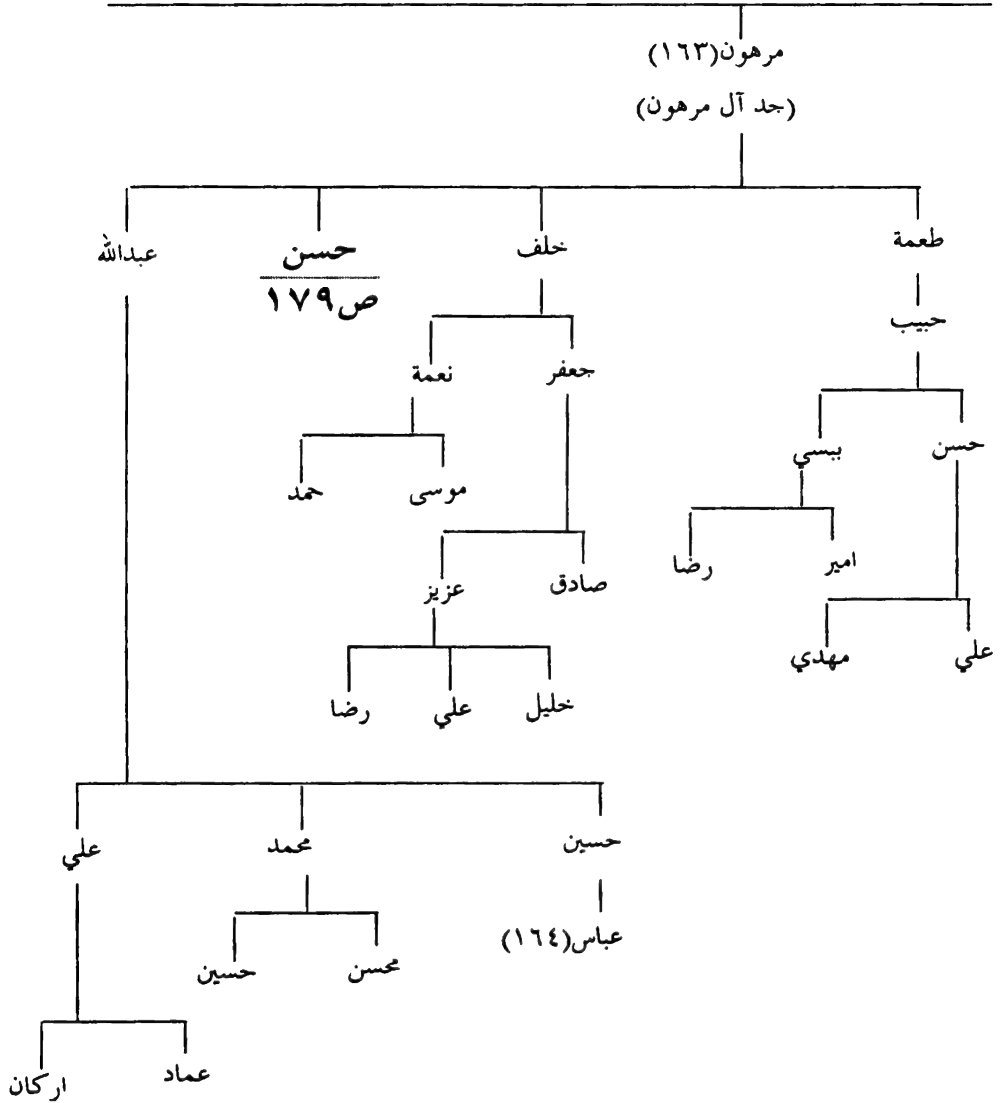 مرهون(١٦٣)
(جد آل مرهون)
طعمة
خلف
حسن
ص١٧٩
عبدالله
حبيب
جعفر
نعمة
حسن
ببسي
موسى
حمد
امير
رضا
صادق
عزيز
علي
مهدي
خليل
علي
رضا
حسين
محمد
علي
عباس(١٦٤)
محسن
حسين
عماد
اركان